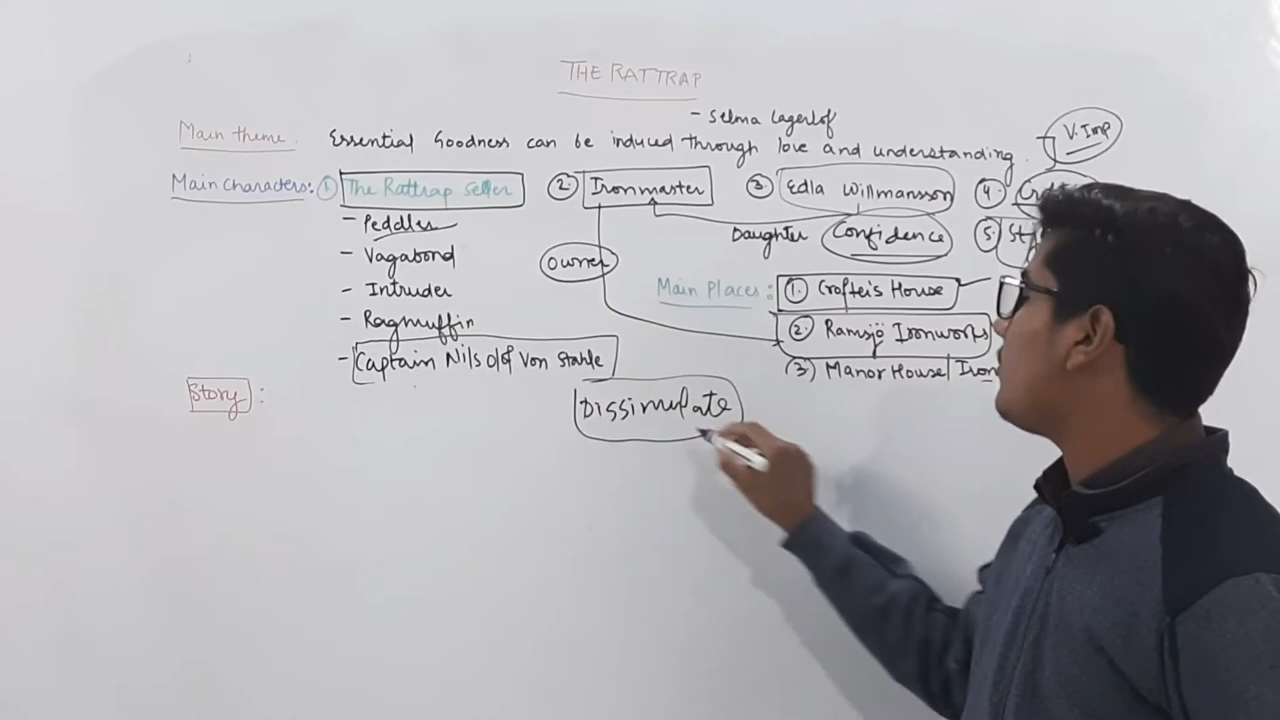 THE RATTRAP
- Selma Lagerlof
Main theme. Essential Goodness can be induced through love and understanding.
V. Imp
Main Characters: 1. The Rattrap Seller 2. Ironmaster 3. Edla Willmansson 4.
- Peddler
Daughter Confidence 5.
- Vagabond
Owner
- Intruder
Main Places: 1. Crofter's House
- Ragmuffin
2. Ramsjö Ironworks
- Captain Nils Olof Von Stahle
3) Manor House/ Iron
Story :
Dissimulate